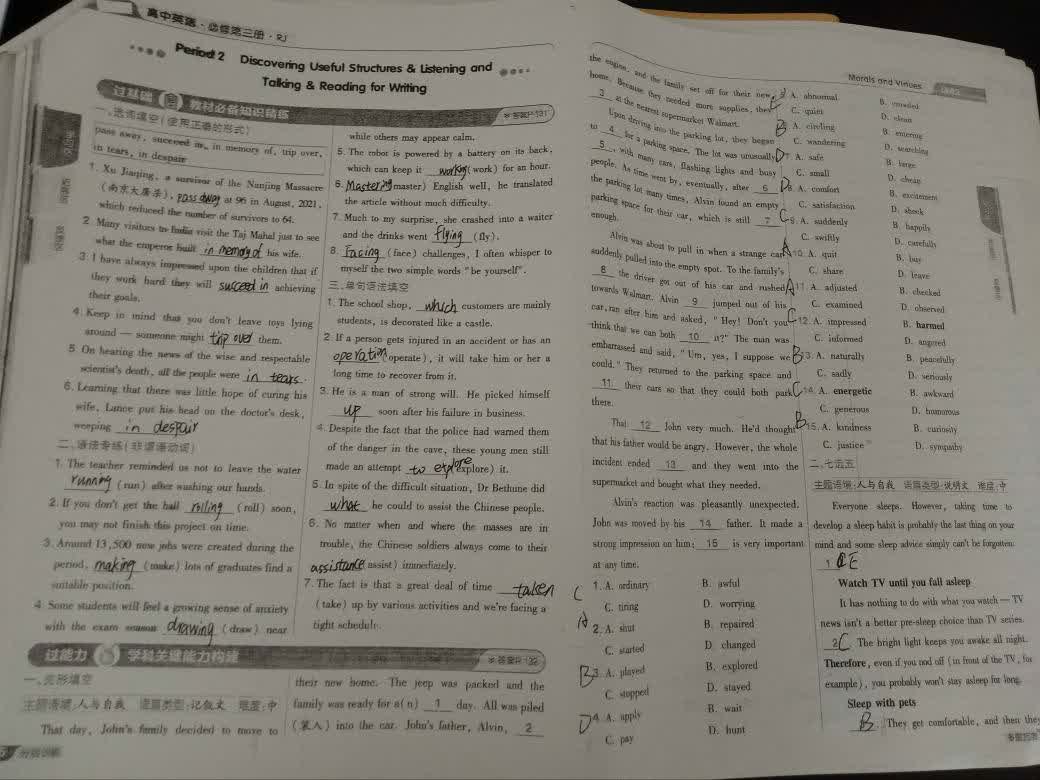 高中英语·必修第三册·RJ
Period 2 Discovering Useful Structures & Listening and
Talking & Reading for Writing
过基础 教材必备知识精练
答案P131
一、选词填空(使用正确的形式)
pass away, succeed in, in memory of, trip over,
in tears, in despair
1. Xu Jiaqing, a survivor of the Nanjing Massacre
(南京大屠杀), pass away at 96 in August, 2021,
which reduced the number of survivors to 64.
2. Many visitors to India visit the Taj Mahal just to see
what the emperor built in memory of his wife.
3. I have always impressed upon the children that if
they work hard they will succeed in achieving
their goals.
4. Keep in mind that you don't leave toys lying
around — someone might trip over them.
5. On hearing the news of the wise and respectable
scientist's death, all the people were in tears.
6. Learning that there was little hope of curing his
wife, Lance put his head on the doctor's desk,
weeping in despair
二、语法专练(非谓语动词)
1. The teacher reminded us not to leave the water
running (run) after washing our hands.
2. If you don't get the ball rolling (roll) soon,
you may not finish this project on time.
3. Around 13,500 new jobs were created during the
period, making (make) lots of graduates find a
suitable position.
4. Some students will feel a growing sense of anxiety
with the exam season drawing (draw) near
while others may appear calm.
5. The robot is powered by a battery on its back,
which can keep it working (work) for an hour.
6. Mastering (master) English well, he translated
the article without much difficulty.
7. Much to my surprise, she crashed into a waiter
and the drinks went flying (fly).
8. Facing (face) challenges, I often whisper to
myself the two simple words "be yourself".
三、单句语法填空
1. The school shop, which customers are mainly
students, is decorated like a castle.
2. If a person gets injured in an accident or has an
operation (operate), it will take him or her a
long time to recover from it.
3. He is a man of strong will. He picked himself
up soon after his failure in business.
4. Despite the fact that the police had warned them
of the danger in the cave, these young men still
made an attempt to explore (explore) it.
5. In spite of the difficult situation, Dr Bethune did
what he could to assist the Chinese people.
6. No matter when and where the masses are in
trouble, the Chinese soldiers always come to their
assistance (assist) immediately.
7. The fact is that a great deal of time taken
(take) up by various activities and we're facing a
tight schedule.
过能力 学科关键能力构建
答案P132
一、完形填空
主题语境:人与自我 语篇类型:记叙文 难度:中
That day, John's family decided to move to
their new home. The jeep was packed and the
family was ready for a(n) 1 day. All was piled
(装入) into the car. John's father, Alvin, 2
Morals and Virtues
the engine, and the family set off for their new
home. Because they needed more supplies, they
3 at the nearest supermarket Walmart.
Upon driving into the parking lot, they began
to 4 for a parking space. The lot was unusually
5, with many cars, flashing lights and busy
people. As time went by, eventually, after 6
the parking lot many times, Alvin found an empty
parking space for their car, which is still 7
enough.
Alvin was about to pull in when a strange car
suddenly pulled into the empty spot. To the family's
8 the driver got out of his car and rushed
towards Walmart. Alvin 9 jumped out of his
car, ran after him and asked, "Hey! Don't you
think that we can both 10 it?" The man was
embarrassed and said, "Um, yes, I suppose we
could." They returned to the parking space and
11 their cars so that they could both park
there.
That 12 John very much. He'd thought
that his father would be angry. However, the whole
incident ended 13 and they went into the
supermarket and bought what they needed.
Alvin's reaction was pleasantly unexpected.
John was moved by his 14 father. It made a
strong impression on him: 15 is very important
at any time.
C 1. A. ordinary B. awful
C. tiring D. worrying
A 2. A. shut B. repaired
C. started D. changed
B 3. A. played B. explored
C. stopped D. stayed
D 4. A. apply B. wait
C. pay D. hunt
5. A. abnormal B. crowded
C. quiet D. clean
6. A. circling B. entering
C. wandering D. searching
D 7. A. safe B. large
C. small D. cheap
8. A. comfort B. excitement
C. satisfaction D. shock
C 9. A. suddenly B. happily
C. swiftly D. carefully
A 10. A. quit B. buy
C. share D. leave
A 11. A. adjusted B. checked
C. examined D. observed
C 12. A. impressed B. harmed
C. informed D. angered
B 13. A. naturally B. peacefully
C. sadly D. seriously
C 14. A. energetic B. awkward
C. generous D. humorous
B 15. A. kindness B. curiosity
C. justice D. sympathy
二、七选五
主题语境:人与自我 语篇类型:说明文 难度:中
Everyone sleeps. However, taking time to
develop a sleep habit is probably the last thing on your
mind and some sleep advice simply can't be forgotten.
1 E
Watch TV until you fall asleep
It has nothing to do with what you watch — TV
news isn't a better pre-sleep choice than TV series.
2 C The bright light keeps you awake all night.
Therefore, even if you nod off (in front of the TV, for
example), you probably won't stay asleep for long.
Sleep with pets
B. They get comfortable, and then they